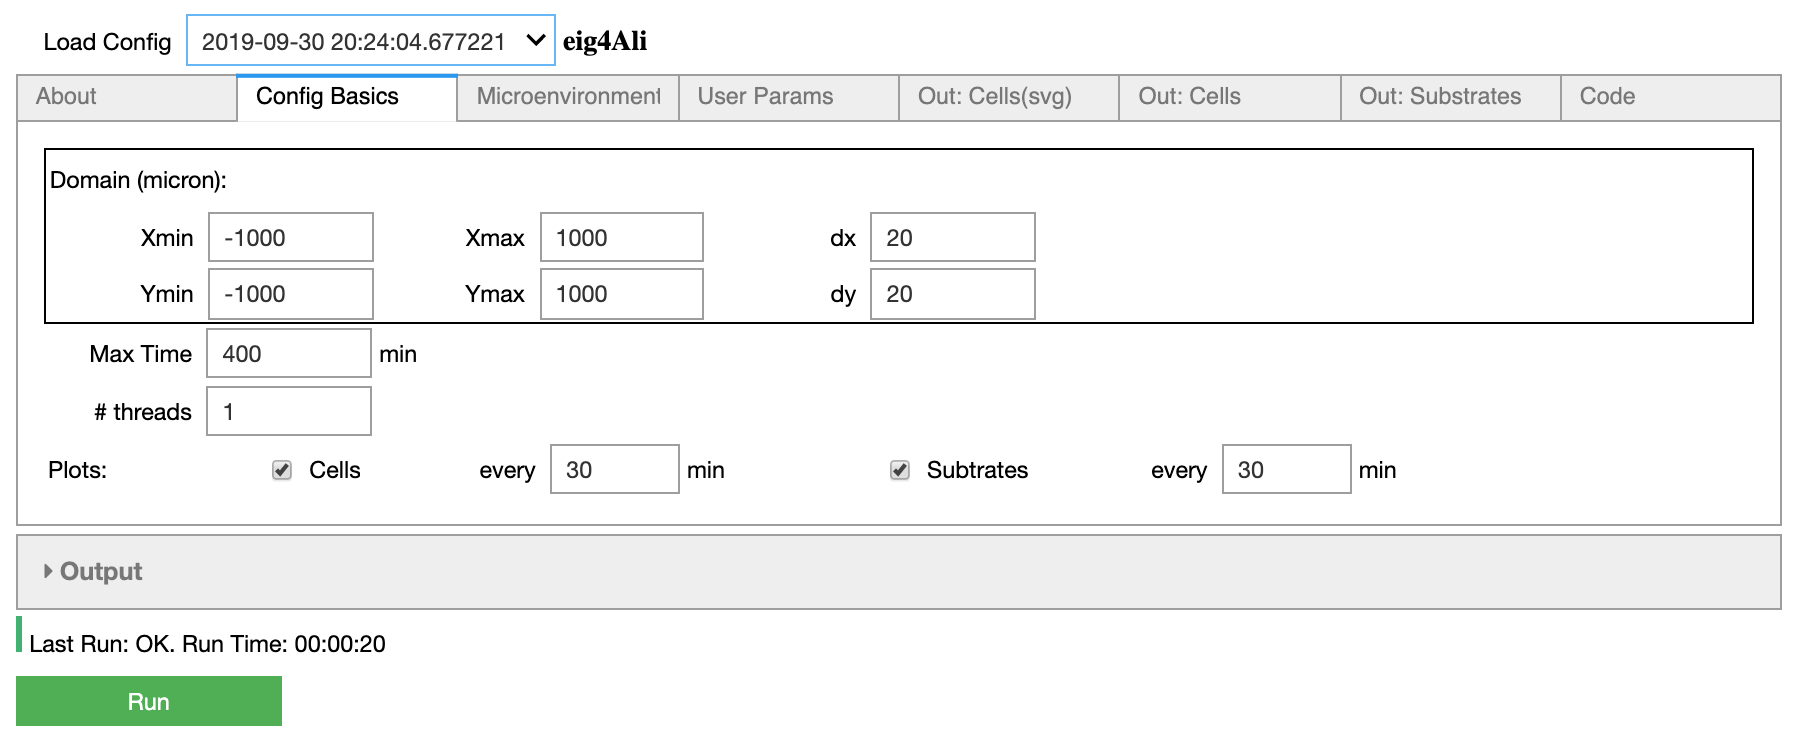 Load Config 2019-09-30 20:24:04.677221 eig4Ali
About Config Basics Microenvironment User Params Out: Cells(svg) Out: Cells Out: Substrates Code
Domain (micron):
Xmin -1000 Xmax 1000 dx 20
Ymin -1000 Ymax 1000 dy 20
Max Time 400 min
# threads 1
Plots: Cells every 30 min Subtrates every 30 min
Output
Last Run: OK. Run Time: 00:00:20
Run